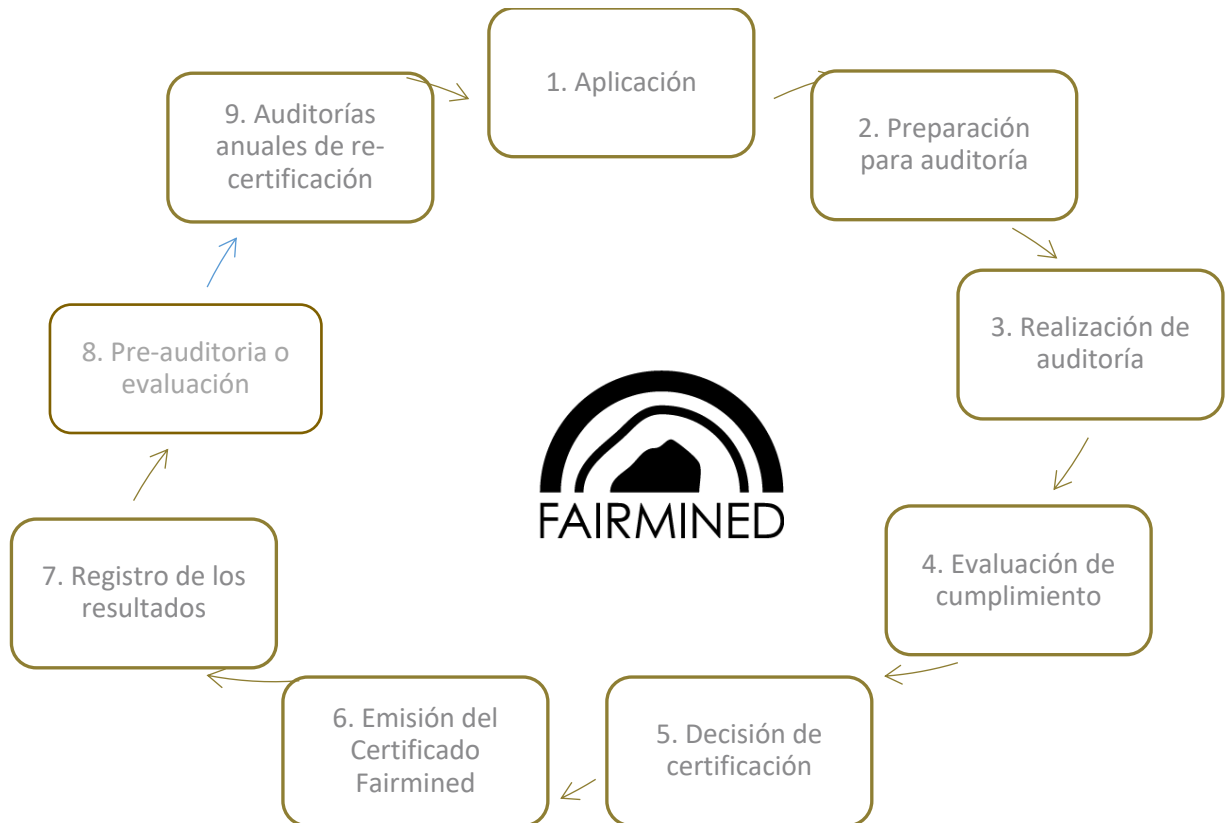 1. Aplicación
2. Preparación
para auditoría
3. Realización de
auditoría
4. Evaluación de
cumplimiento
5. Decisión de
certificación
6. Emisión del
Certificado
Fairmined
7. Registro de los
resultados
8. Pre-auditoria o
evaluación
9. Auditorías
anuales de re-
certificación
FAIRMINED